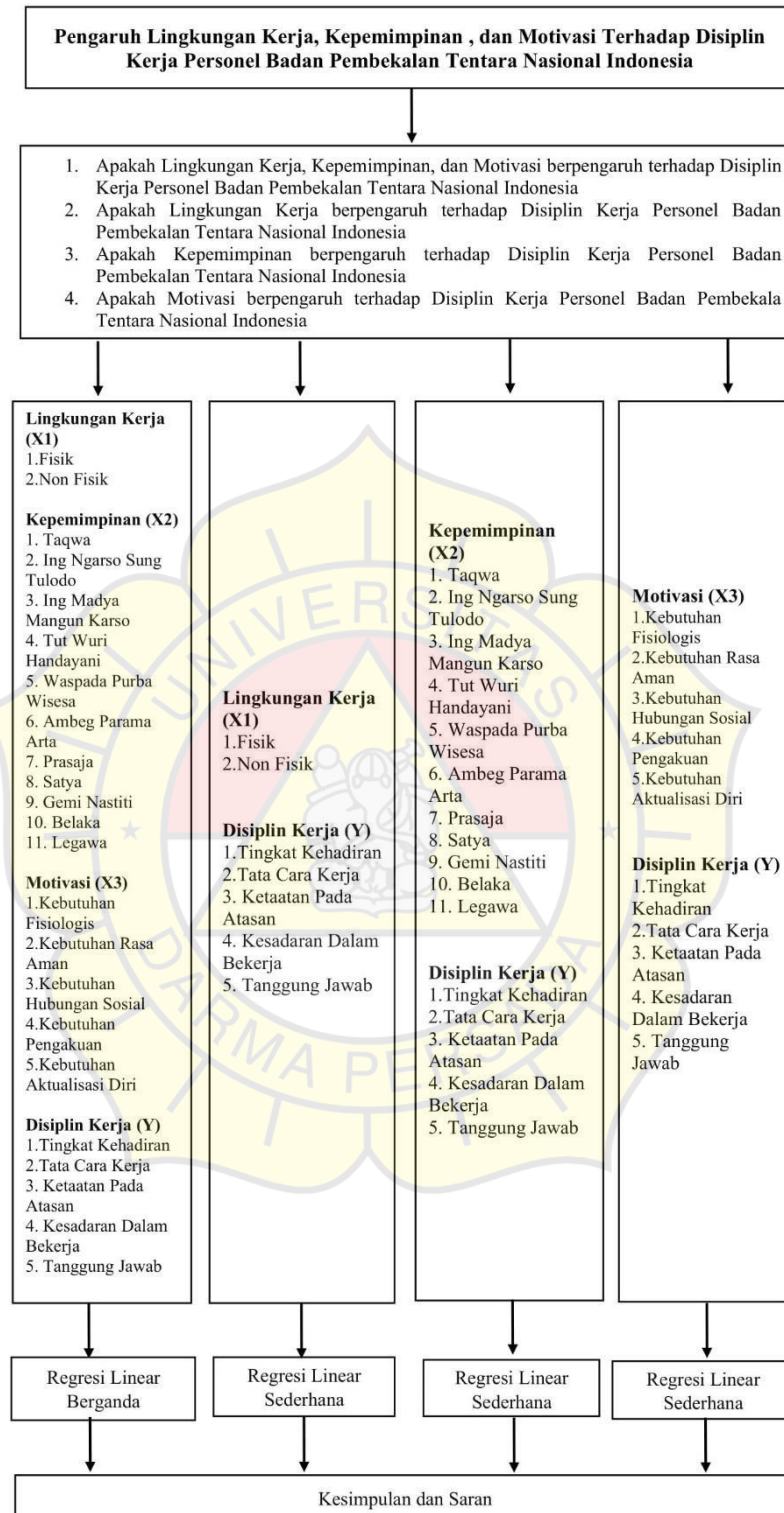 Pengaruh Lingkungan Kerja, Kepemimpinan , dan Motivasi Terhadap Disiplin
Kerja Personel Badan Pembekalan Tentara Nasional Indonesia
1. Apakah Lingkungan Kerja, Kepemimpinan, dan Motivasi berpengaruh terhadap Disiplin
Kerja Personel Badan Pembekalan Tentara Nasional Indonesia
2. Apakah Lingkungan Kerja berpengaruh terhadap Disiplin Kerja Personel Badan
Pembekalan Tentara Nasional Indonesia
3. Apakah Kepemimpinan berpengaruh terhadap Disiplin Kerja Personel Badan
Pembekalan Tentara Nasional Indonesia
4. Apakah Motivasi berpengaruh terhadap Disiplin Kerja Personel Badan Pembekala
Tentara Nasional Indonesia
Lingkungan Kerja
(X1)
1.Fisik
2.Non Fisik
Kepemimpinan (X2)
1. Taqwa
2. Ing Ngarso Sung
Tulodo
3. Ing Madya
Mangun Karso
4. Tut Wuri
Handayani
5. Waspada Purba
Wisesa
6. Ambeg Parama
Arta
7. Prasaja
8. Satya
9. Gemi Nastiti
10. Belaka
11. Legawa
Motivasi (X3)
1.Kebutuhan
Fisiologis
2.Kebutuhan Rasa
Aman
3.Kebutuhan
Hubungan Sosial
4.Kebutuhan
Pengakuan
5.Kebutuhan
Aktualisasi Diri
Disiplin Kerja (Y)
1.Tingkat Kehadiran
2.Tata Cara Kerja
3. Ketaatan Pada
Atasan
4. Kesadaran Dalam
Bekerja
5. Tanggung Jawab
Lingkungan Kerja
(X1)
1.Fisik
2.Non Fisik
Disiplin Kerja (Y)
1.Tingkat Kehadiran
2.Tata Cara Kerja
3. Ketaatan Pada
Atasan
4. Kesadaran Dalam
Bekerja
5. Tanggung Jawab
Kepemimpinan
(X2)
1. Taqwa
2. Ing Ngarso Sung
Tulodo
3. Ing Madya
Mangun Karso
4. Tut Wuri
Handayani
5. Waspada Purba
Wisesa
6. Ambeg Parama
Arta
7. Prasaja
8. Satya
9. Gemi Nastiti
10. Belaka
11. Legawa
Disiplin Kerja (Y)
1.Tingkat Kehadiran
2.Tata Cara Kerja
3. Ketaatan Pada
Atasan
4. Kesadaran Dalam
Bekerja
5. Tanggung Jawab
Motivasi (X3)
1.Kebutuhan
Fisiologis
2.Kebutuhan Rasa
Aman
3.Kebutuhan
Hubungan Sosial
4.Kebutuhan
Pengakuan
5.Kebutuhan
Aktualisasi Diri
Disiplin Kerja (Y)
1.Tingkat
Kehadiran
2.Tata Cara Kerja
3. Ketaatan Pada
Atasan
4. Kesadaran
Dalam Bekerja
5. Tanggung
Jawab
Regresi Linear
Berganda
Regresi Linear
Sederhana
Regresi Linear
Sederhana
Regresi Linear
Sederhana
Kesimpulan dan Saran
UNIVERSITAS
DARMA PERSADA